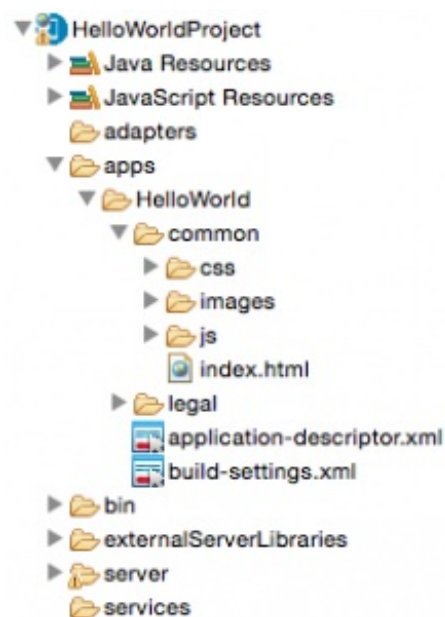 HelloWorldProject
Java Resources
JavaScript Resources
adapters
apps
HelloWorld
common
css
images
js
index.html
legal
application-descriptor.xml
build-settings.xml
bin
externalServerLibraries
server
services